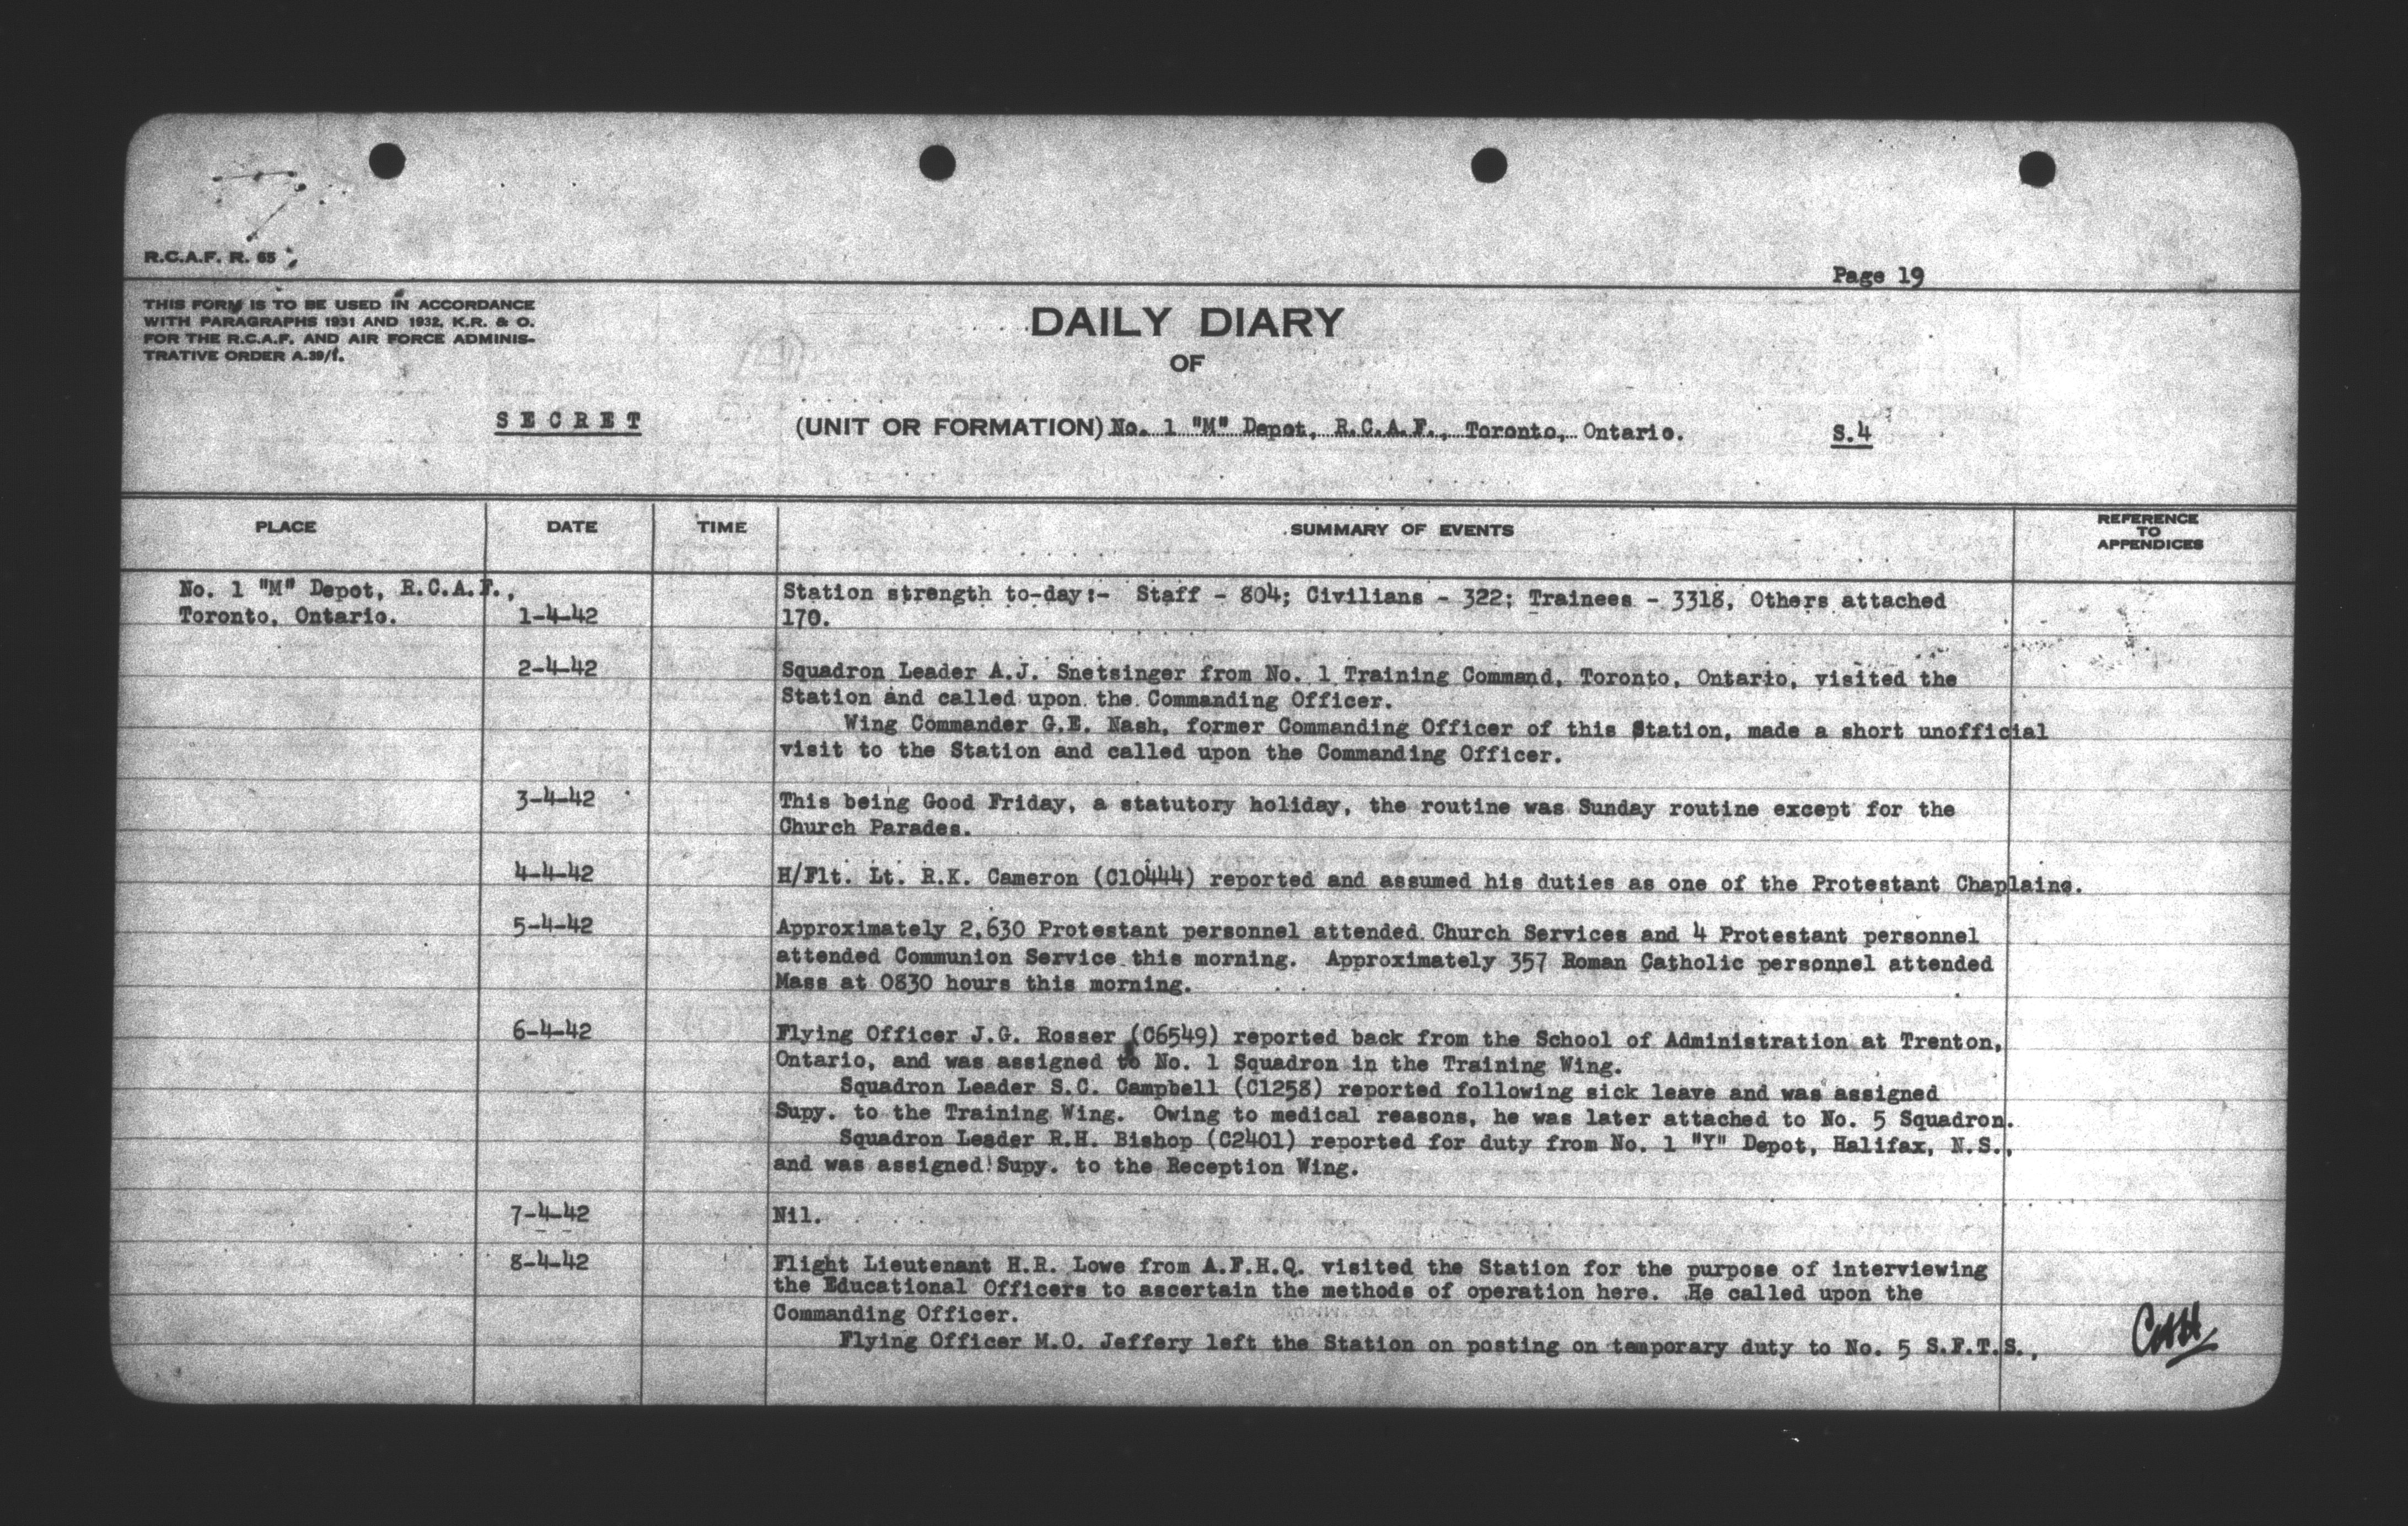 R.C.A.F. R. 65
Page 19
THIS FORM IS TO BE USED IN ACCORDANCE
WITH PARAGRAPHS 1931 AND 1932, K.R. & O.
FOR THE R.C.A.F. AND AIR FORCE ADMINIS-
TRATIVE ORDER A.39/1.
DAILY DIARY
OF
SECRET
(UNIT OR FORMATION) No. 1 "M" Depot, R.C.A.F., Toronto, Ontario. S.4
PLACE DATE TIME SUMMARY OF EVENTS REFERENCE
TO
APPENDICES
No. 1 "M" Depot, R.C.A.F., Station strength to-day:- Staff - 804; Civilians - 322; Trainees - 3318, Others attached
Toronto, Ontario. 1-4-42 170.
2-4-42 Squadron Leader A.J. Snetsinger from No. 1 Training Command, Toronto, Ontario, visited the
Station and called upon the Commanding Officer.
Wing Commander G.E. Nash, former Commanding Officer of this Station, made a short unofficial
visit to the Station and called upon the Commanding Officer.
3-4-42 This being Good Friday, a statutory holiday, the routine was Sunday routine except for the
Church Parades.
4-4-42 H/Flt. Lt. R.K. Cameron (C10444) reported and assumed his duties as one of the Protestant Chaplains.
5-4-42 Approximately 2,630 Protestant personnel attended Church Services and 4 Protestant personnel
attended Communion Service this morning. Approximately 357 Roman Catholic personnel attended
Mass at 0830 hours this morning.
6-4-42 Flying Officer J.G. Rosser (C6549) reported back from the School of Administration at Trenton,
Ontario, and was assigned to No. 1 Squadron in the Training Wing.
Squadron Leader S.C. Campbell (C1258) reported following sick leave and was assigned
Supy. to the Training Wing. Owing to medical reasons, he was later attached to No. 5 Squadron.
Squadron Leader R.H. Bishop (C2401) reported for duty from No. 1 "Y" Depot, Halifax, N.S.,
and was assigned Supy. to the Reception Wing.
7-4-42 Nil.
8-4-42 Flight Lieutenant H.R. Lowe from A.F.H.Q. visited the Station for the purpose of interviewing
the Educational Officers to ascertain the methods of operation here. He called upon the
Commanding Officer.
Flying Officer M.O. Jeffery left the Station on posting on temporary duty to No. 5 S.F.T.S.,